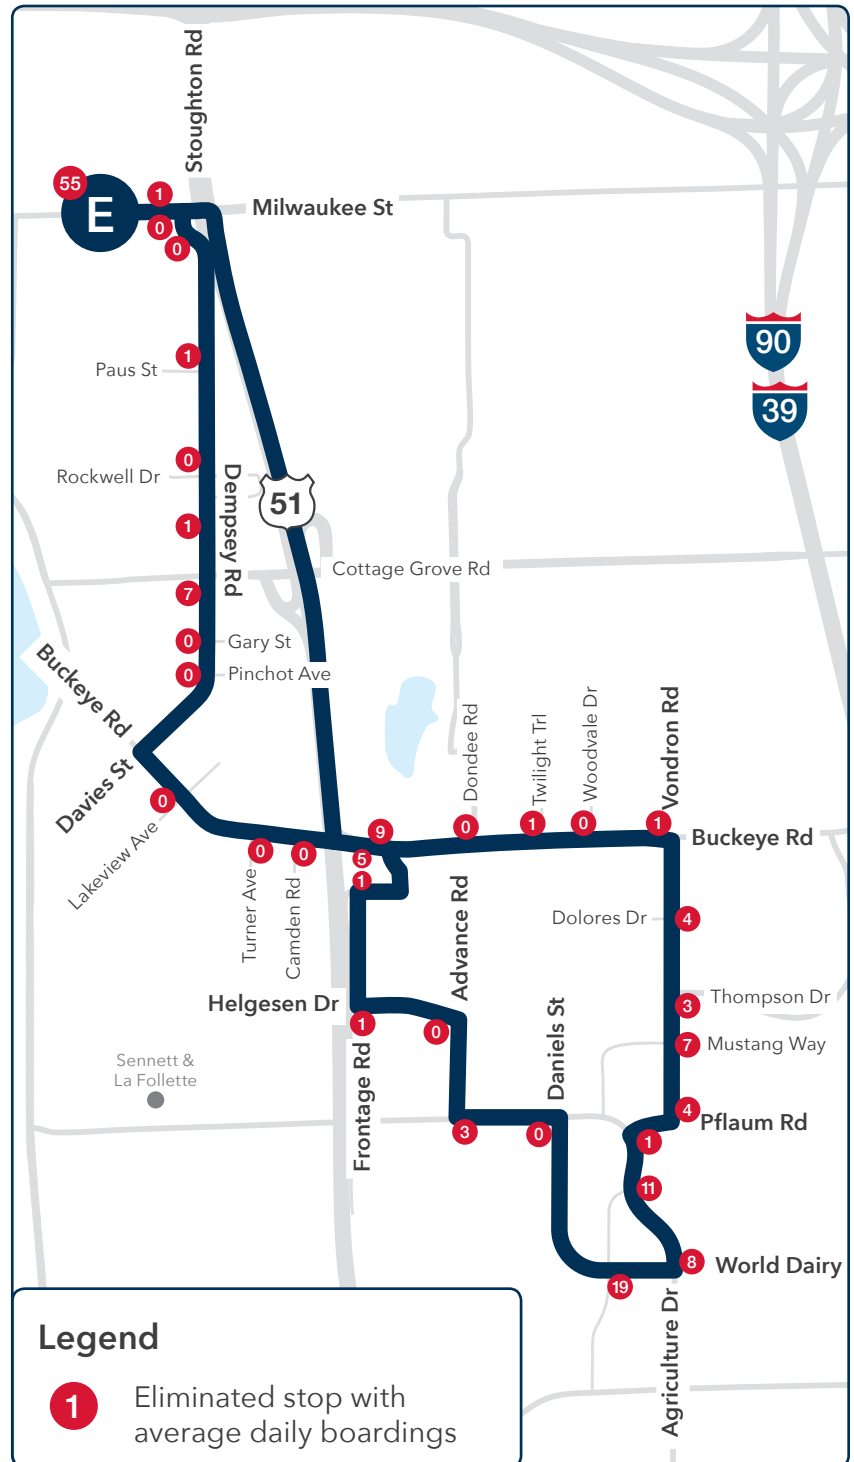 Stoughton Rd
55
E
1
Milwaukee St
0
0
90
1
Paus St
39
0
Rockwell Dr
Dempsey Rd
51
1
Cottage Grove Rd
7
0
Gary St
0
Pinchot Ave
Buckeye Rd
Davies St
0
Lakeview Ave
Dondee Rd
Twilight Trl
Woodvale Dr
Vondron Rd
9
0
1
0
1
Buckeye Rd
0
0
5
1
Turner Ave
Camden Rd
Advance Rd
Dolores Dr
4
Helgesen Dr
Daniels St
3
Thompson Dr
1
0
7
Mustang Way
Sennett &
La Follette
Frontage Rd
4
Pflaum Rd
3
0
1
11
8
World Dairy
19
Agriculture Dr
Legend
1
Eliminated stop with
average daily boardings